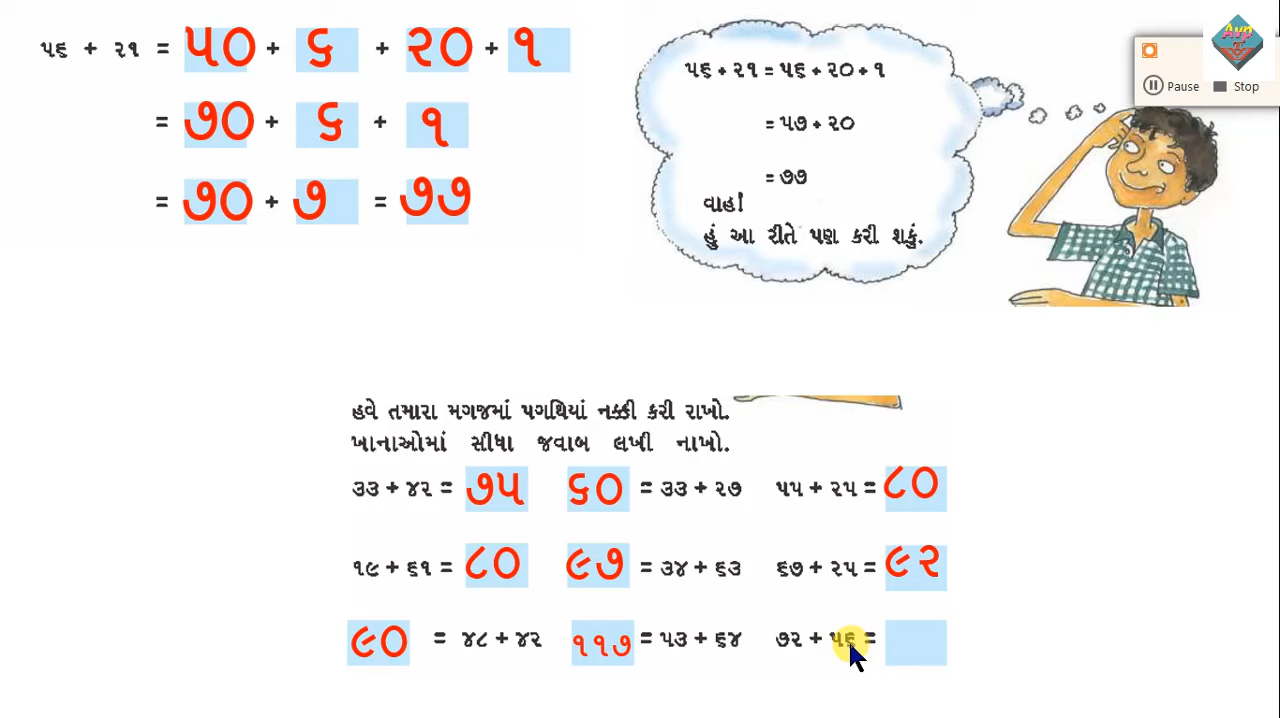 ૫૬ + ૨૧ = ૫૦ + ૬ + ૨૦ + ૧
= ૭૦ + ૬ + ૧
= ૭૦ + ૭ = ૭૭
૫૬ + ૨૧ = ૫૬ + ૨૦ + ૧
= ૫૭ + ૨૦
= ૭૭
વાહ!
હું આ રીતે પણ કરી શકું.
Avp
Pause Stop
હવે તમારા મગજમાં પગથિયાં નક્કી કરી રાખો.
ખાનાઓમાં સીધા જવાબ લખી નાખો.
૩૩ + ૪૨ = ૭૫ ૬૦ = ૩૩ + ૨૭ ૫૫ + ૨૫ = ૮૦
૧૯ + ૬૧ = ૮૦ ૯૭ = ૩૪ + ૬૩ ૬૭ + ૨૫ = ૯૨
૯૦ = ૪૮ + ૪૨ ૧૧૭ = ૫૩ + ૬૪ ૭૨ + ૫૬ =